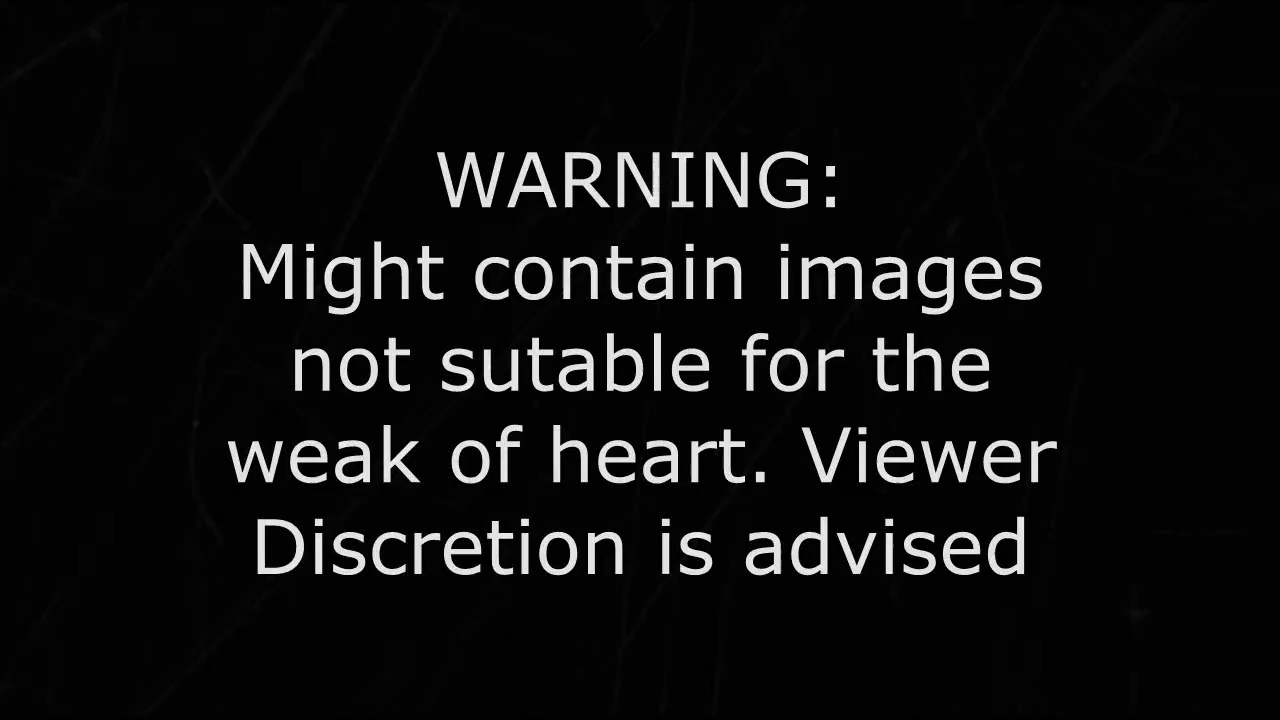 WARNING:
Might contain images
not sutable for the
weak of heart. Viewer
Discretion is advised